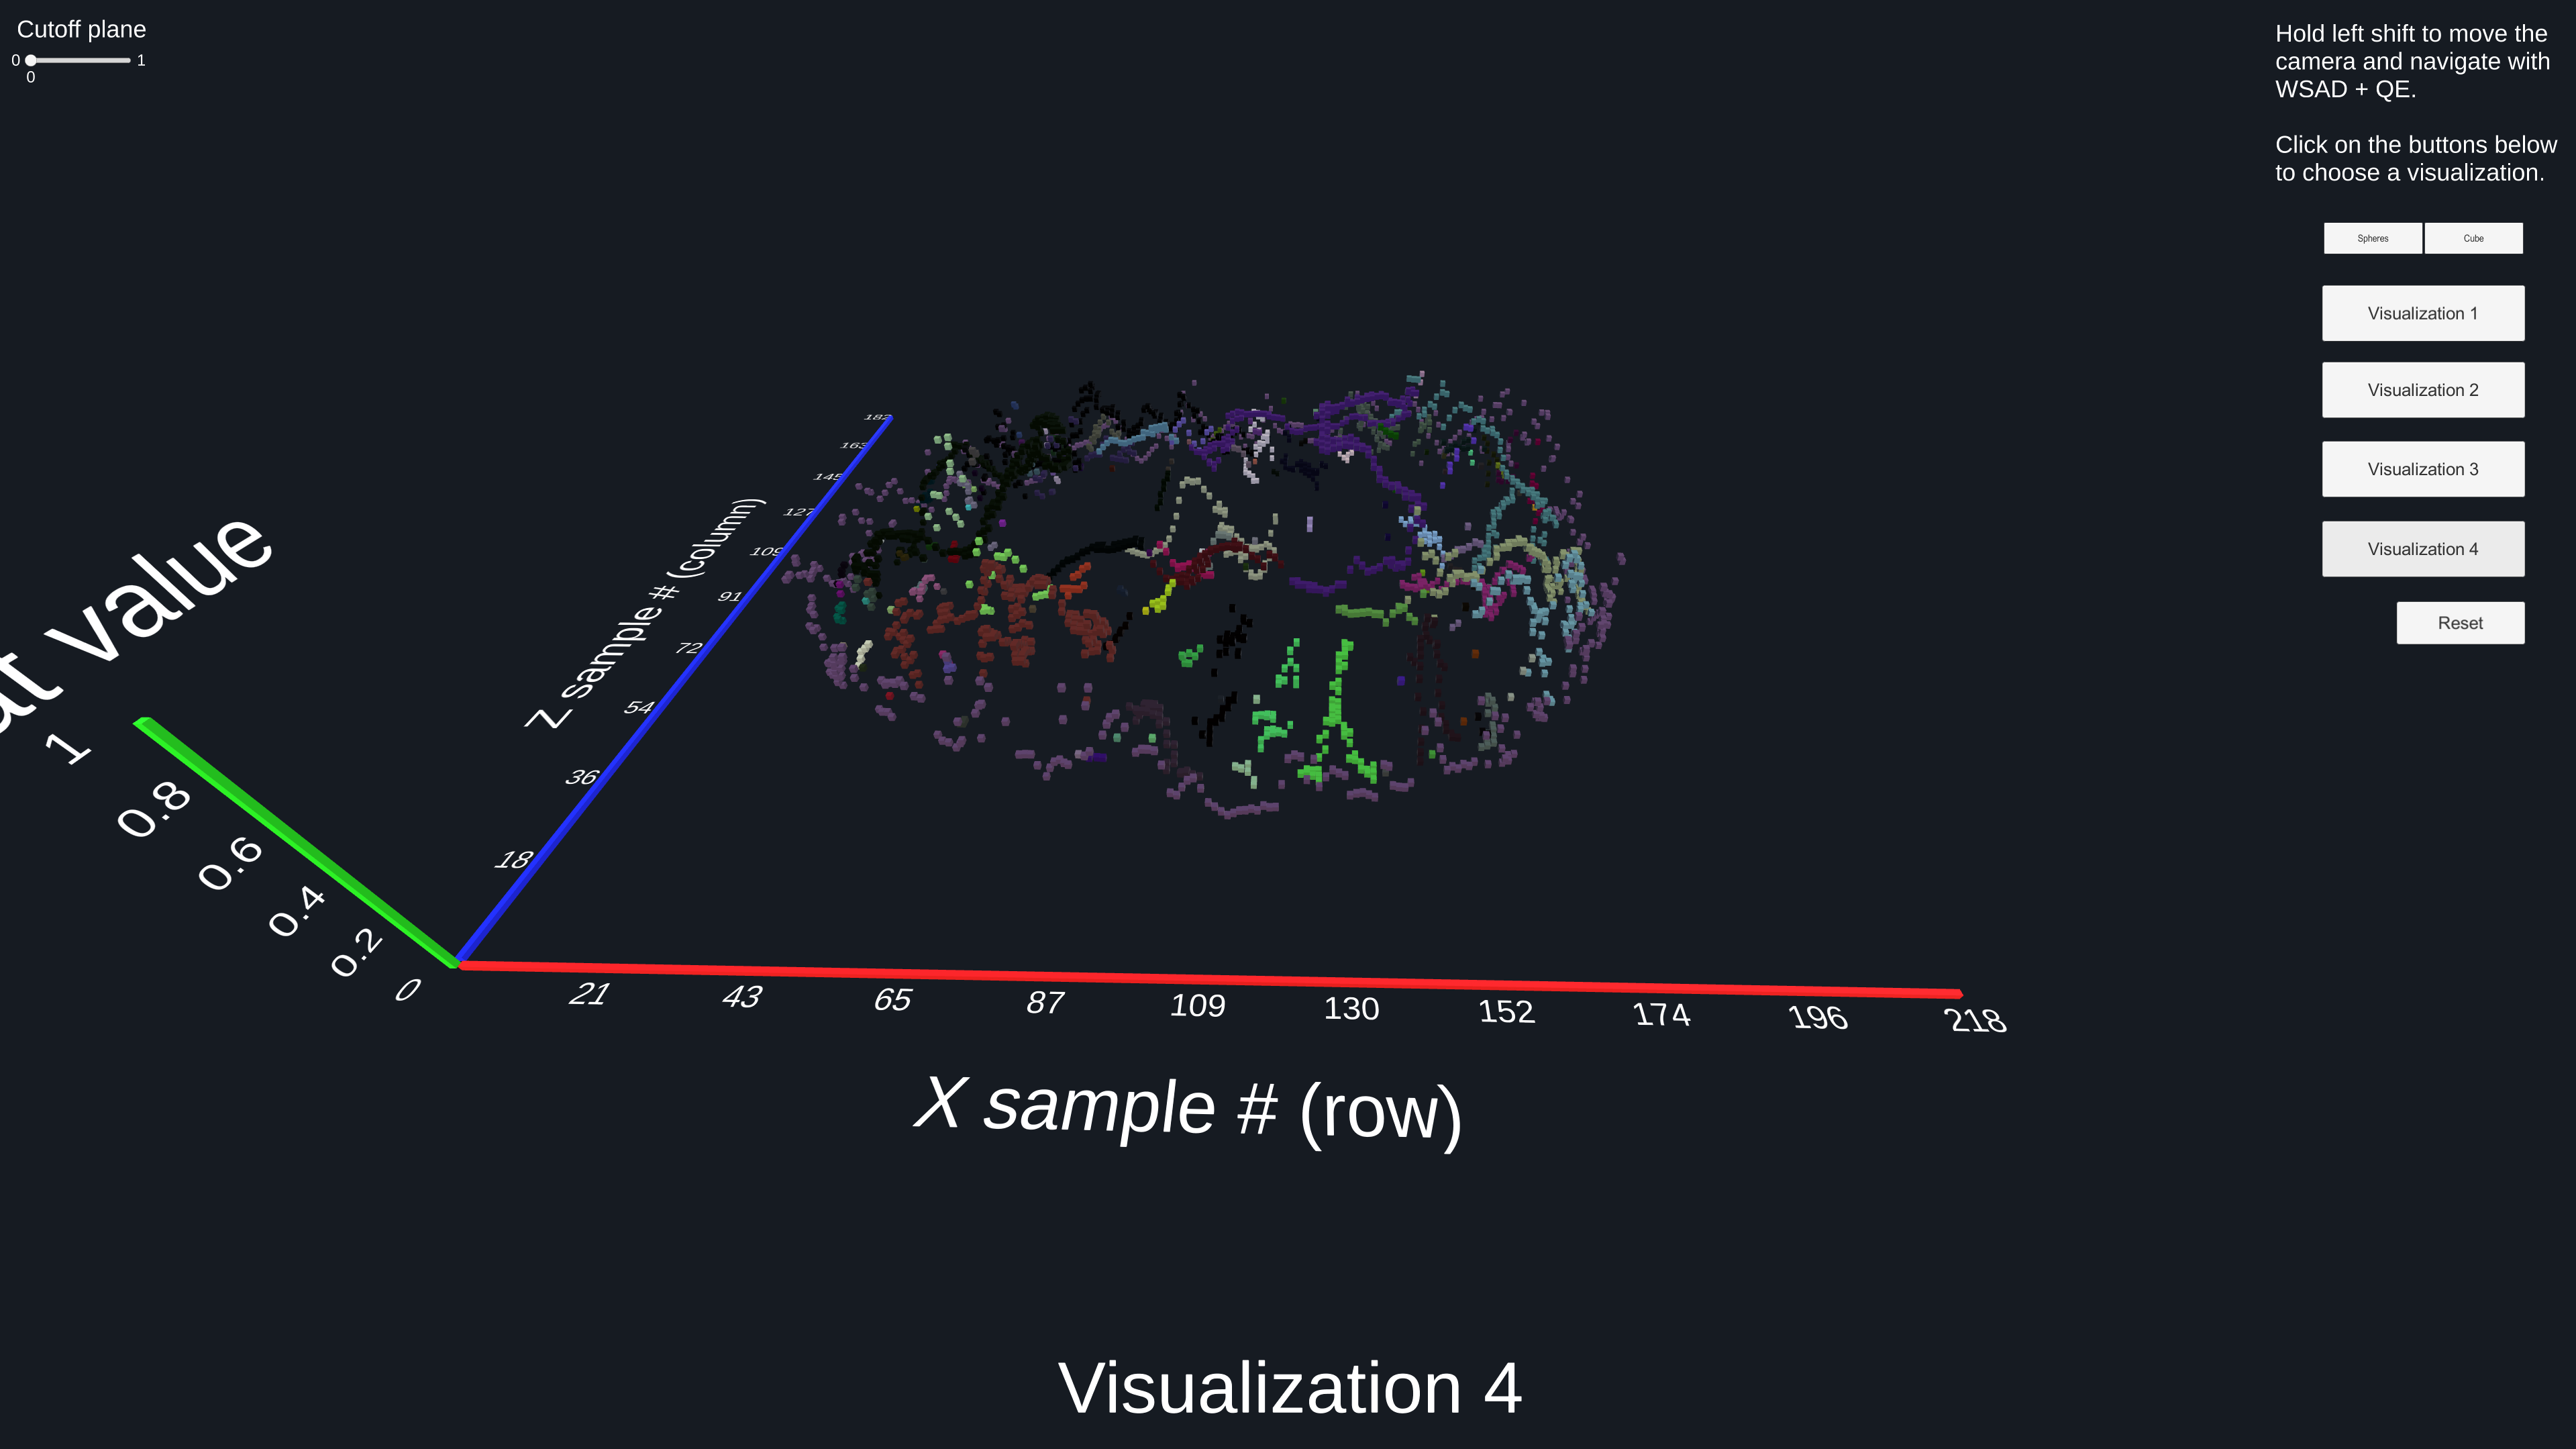 Cutoff plane
0 1
0
Hold left shift to move the
camera and navigate with
WSAD + QE.
Click on the buttons below
to choose a visualization.
Spheres Cube
Visualization 1
Visualization 2
Visualization 3
Visualization 4
Reset
value
1
0.8
0.6
0.4
0.2
0
Z sample # (column)
182
163
145
127
109
91
72
54
36
18
21 43 65 87 109 130 152 174 196 218
X sample # (row)
Visualization 4